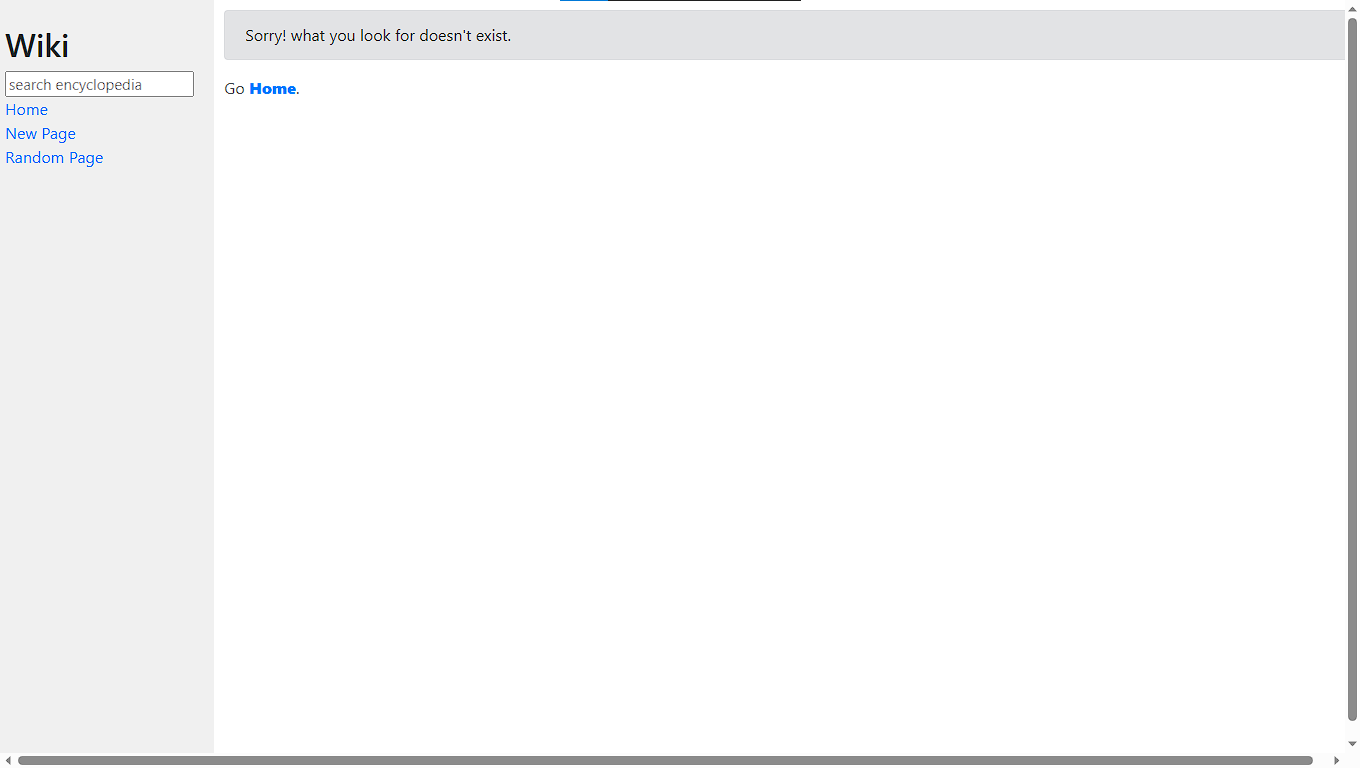 Wiki
search encyclopedia
Home
New Page
Random Page
Sorry! what you look for doesn't exist.
Go Home.